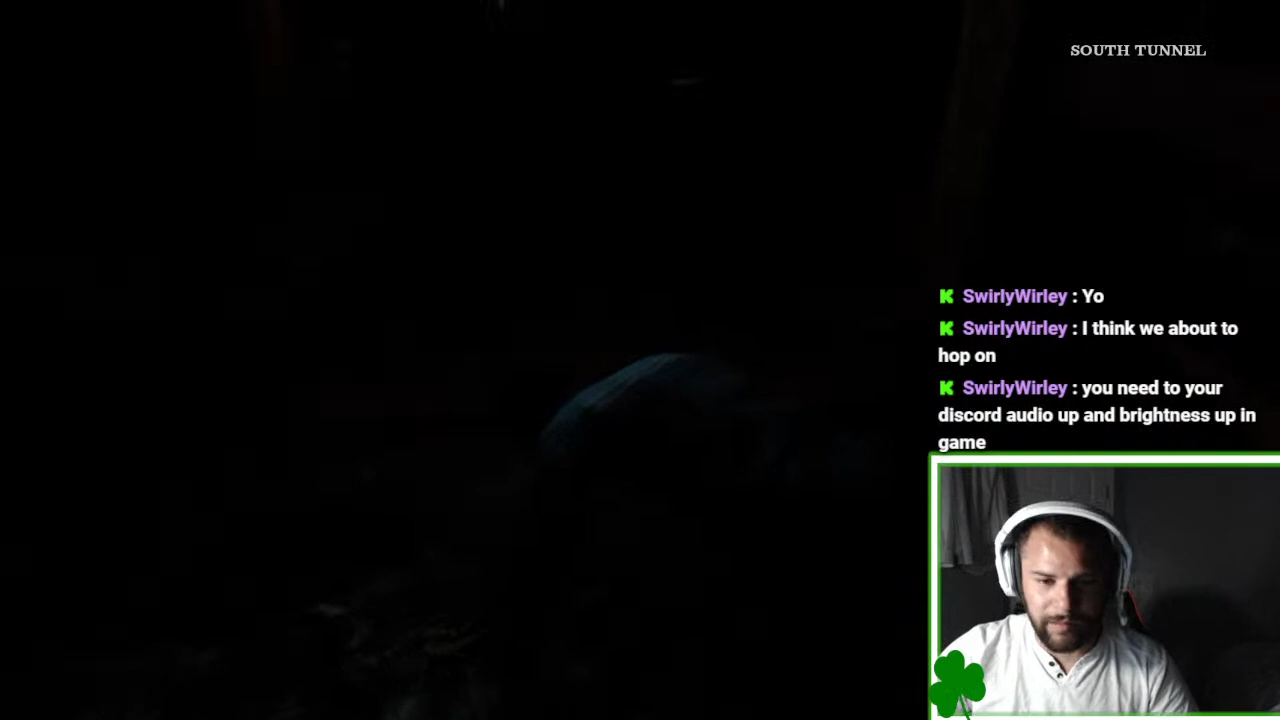 SOUTH TUNNEL
SwirlyWirley : Yo
SwirlyWirley : I think we about to
hop on
SwirlyWirley : you need to your
discord audio up and brightness up in
game